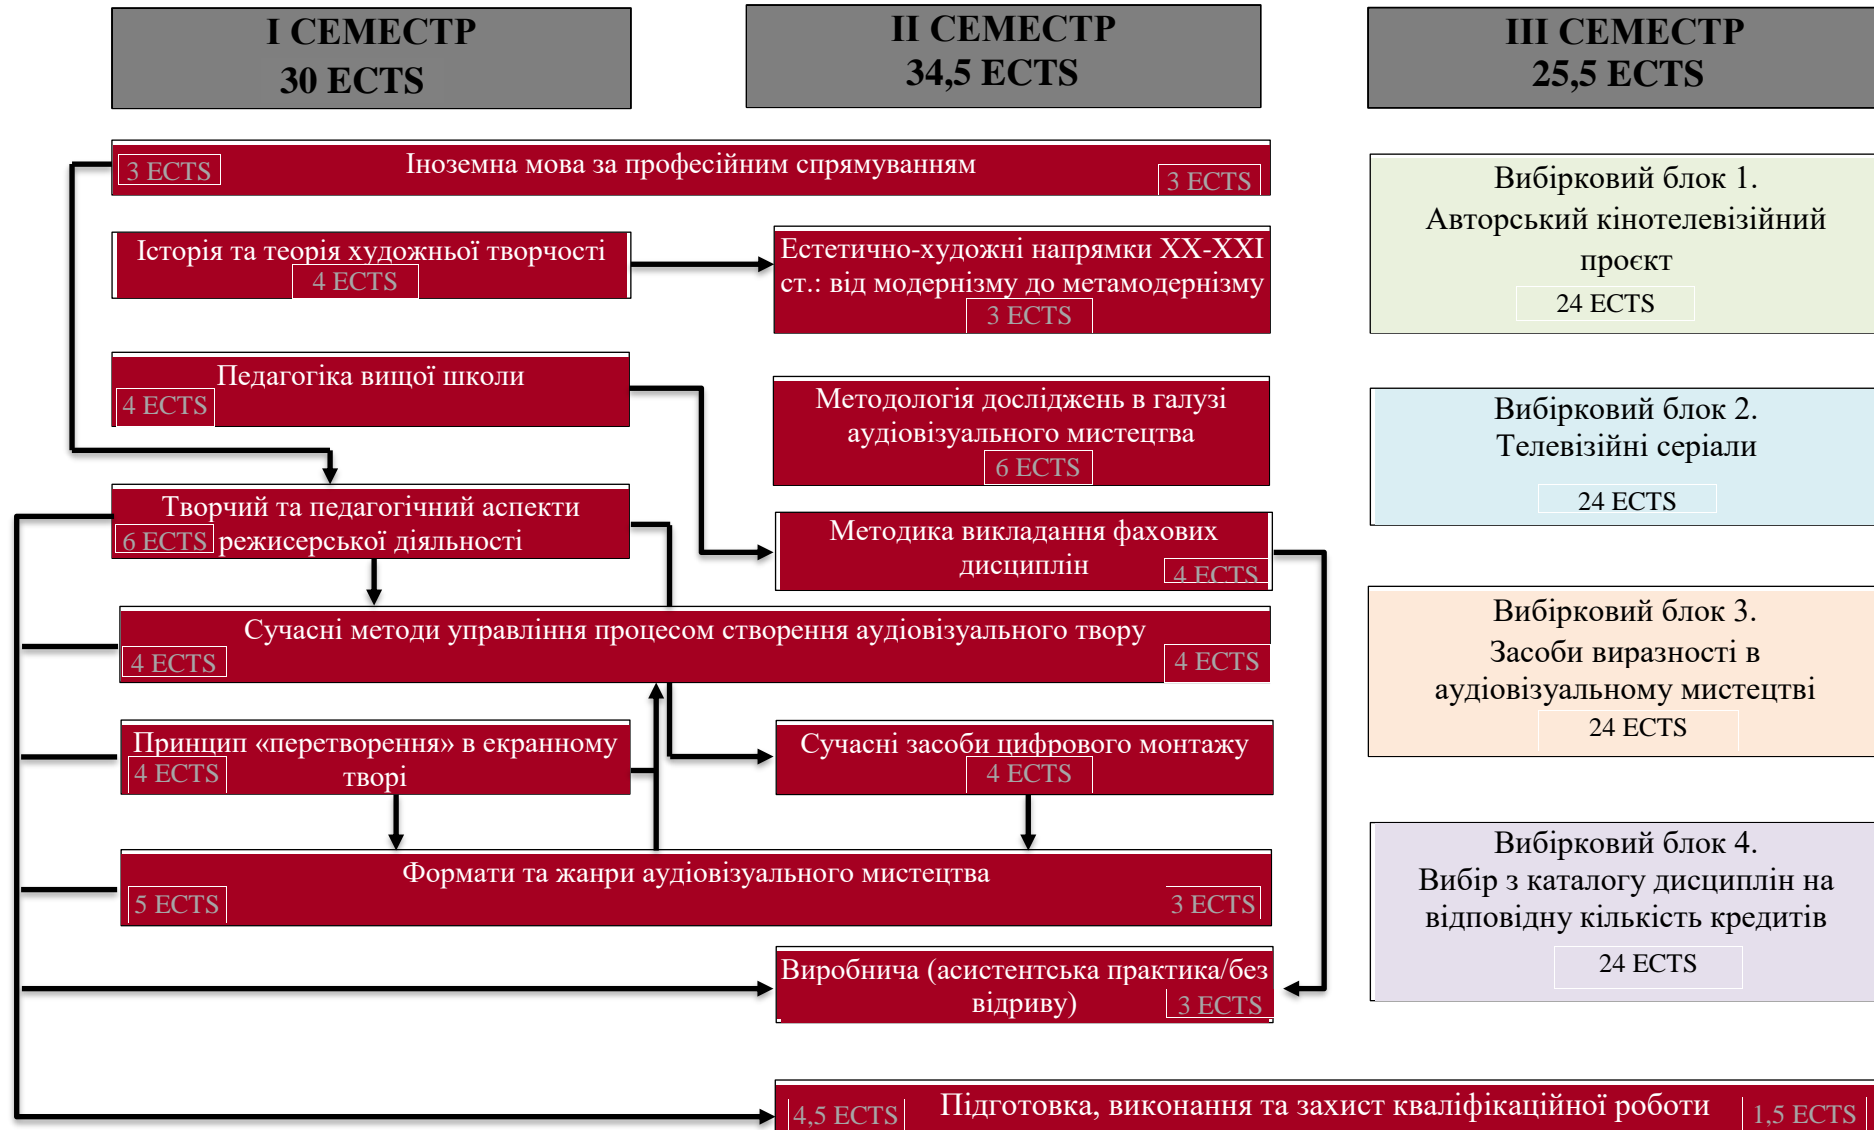 I СЕМЕСТР
30 ECTS
II СЕМЕСТР
34,5 ECTS
III СЕМЕСТР
25,5 ECTS
Іноземна мова за професійним спрямуванням
3 ECTS
3 ECTS
Історія та теорія художньої творчості
4 ECTS
Естетично-художні напрямки XX-XXI
ст.: від модернізму до метамодернізму
3 ECTS
Педагогіка вищої школи
4 ECTS
Методологія досліджень в галузі
аудіовізуального мистецтва
6 ECTS
Творчий та педагогічний аспекти
6 ECTS режисерської діяльності
Методика викладання фахових
дисциплін
4 ECTS
Сучасні методи управління процесом створення аудіовізуального твору
4 ECTS
4 ECTS
Принцип «перетворення» в екранному
4 ECTS
творі
Сучасні засоби цифрового монтажу
4 ECTS
Формати та жанри аудіовізуального мистецтва
5 ECTS
3 ECTS
Виробнича (асистентська практика/без
відриву)
3 ECTS
4,5 ECTS
Підготовка, виконання та захист кваліфікаційної роботи
1,5 ECTS
Вибірковий блок 1.
Авторський кінотелевізійний
проєкт
24 ECTS
Вибірковий блок 2.
Телевізійні серіали
24 ECTS
Вибірковий блок 3.
Засоби виразності в
аудіовізуальному мистецтві
24 ECTS
Вибірковий блок 4.
Вибір з каталогу дисциплін на
відповідну кількість кредитів
24 ECTS